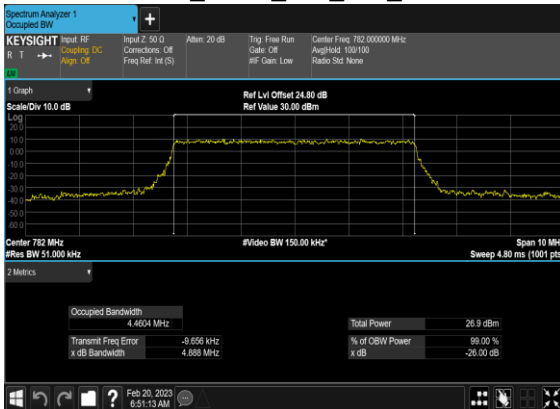 Spectrum Analyzer 1
Occupied BW
+
KEYSIGHT
R T
LNI
Input: RF
Coupling: DC
Align: Off
Input Z: 50 Ω
Corrections: Off
Freq Ref: Int (S)
Atten: 20 dB
Trig: Free Run
Gate: Off
#IF Gain: Low
Center Freq: 782.000000 MHz
Avg|Hold: 100/100
Radio Std: None
1 Graph
Scale/Div 10.0 dB
Ref Lvl Offset 24.80 dB
Ref Value 30.00 dBm
Log
20.0
10.0
0.00
-10.0
-20.0
-30.0
-40.0
-50.0
-60.0
Center 782 MHz
#Res BW 51.000 kHz
#Video BW 150.00 kHz*
Span 10 MH
Sweep 4.80 ms (1001 pts
2 Metrics
Occupied Bandwidth
4.4604 MHz
Transmit Freq Error -9.656 kHz
x dB Bandwidth 4.888 MHz
Total Power 26.9 dBm
% of OBW Power 99.00 %
x dB -26.00 dB
?
Feb 20, 2023
6:51:13 AM